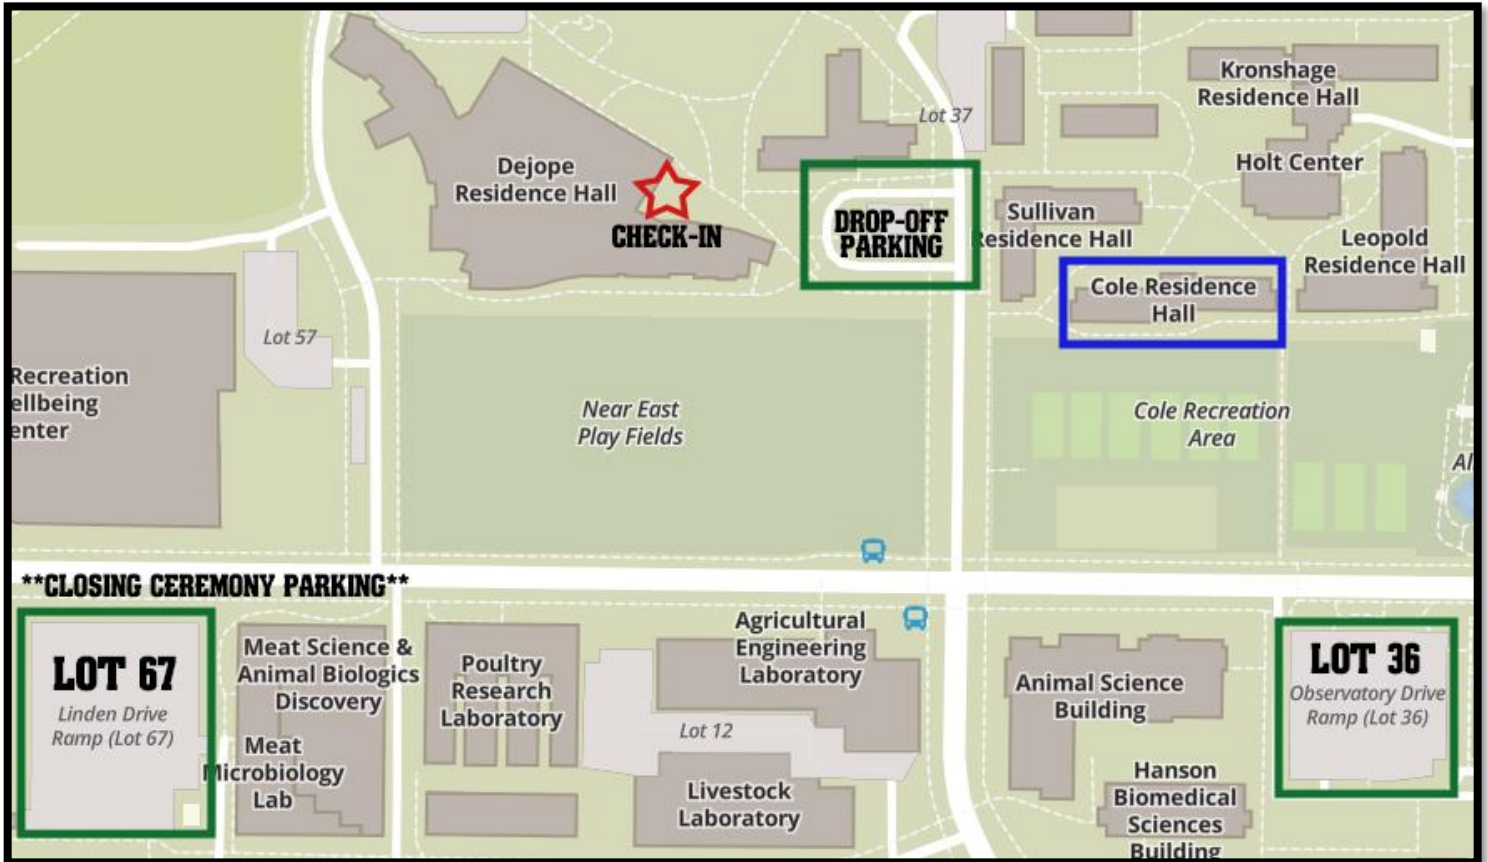 Kronshage
Residence Hall
Lot 37
Dejope
Residence Hall
Holt Center
CHECK-IN
DROP-OFF
PARKING
Sullivan
Residence Hall
Leopold
Residence Hall
Cole Residence
Hall
Lot 57
Recreation
ellbeing
enter
Near East
Play Fields
Cole Recreation
Area
Al
**CLOSING CEREMONY PARKING**
LOT 67
Linden Drive
Ramp (Lot 67)
Meat Science &
Animal Biologics
Discovery
Meat
Microbiology
Lab
Poultry
Research
Laboratory
Agricultural
Engineering
Laboratory
Lot 12
Livestock
Laboratory
Animal Science
Building
Hanson
Biomedical
Sciences
Building
LOT 36
Observatory Drive
Ramp (Lot 36)